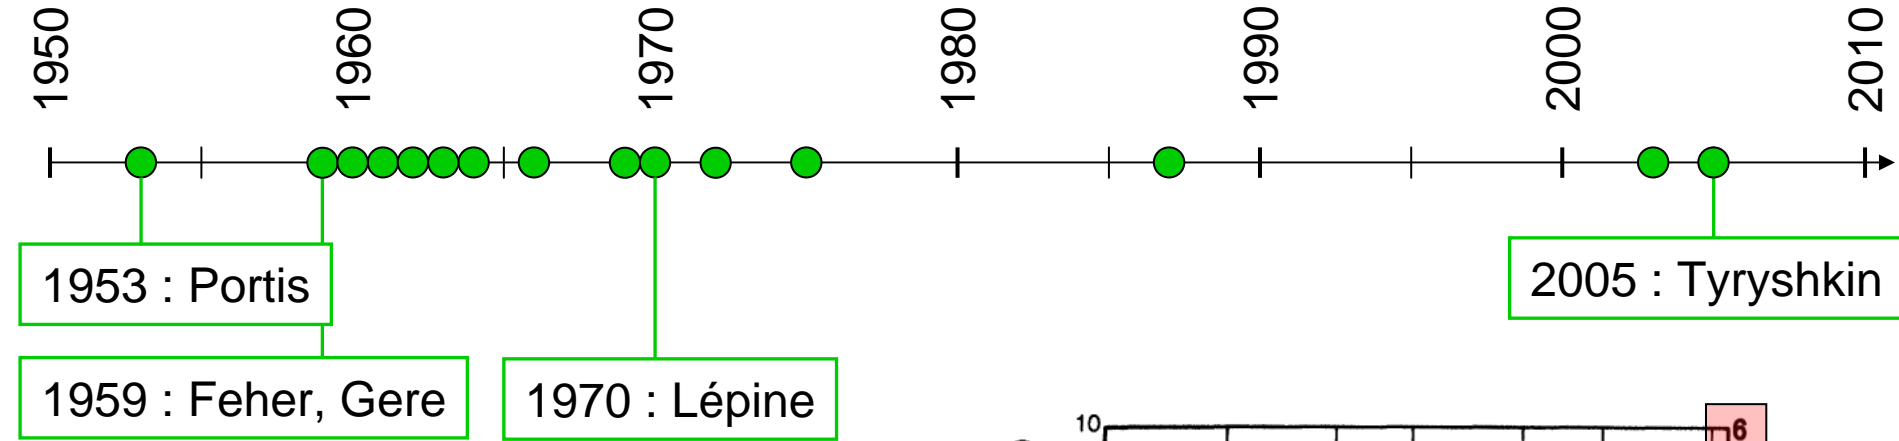 1950
1960
1970
1980
1990
2000
2010
1953 : Portis
2005 : Tyryshkin
1959 : Feher, Gere
1970 : Lépine
10
6